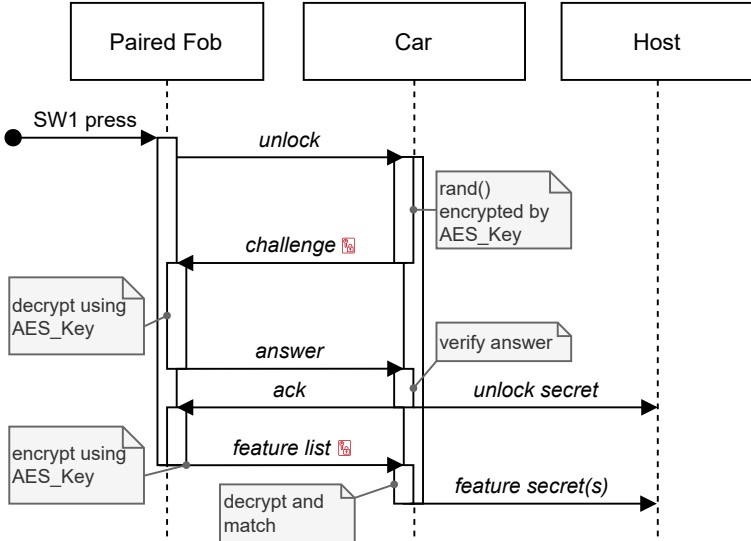 Paired Fob
Car
Host
SW1 press
unlock
rand()
encrypted by
AES_Key
challenge
decrypt using
AES_Key
answer
verify answer
ack
unlock secret
encrypt using
AES_Key
feature list
decrypt and
match
feature secret(s)